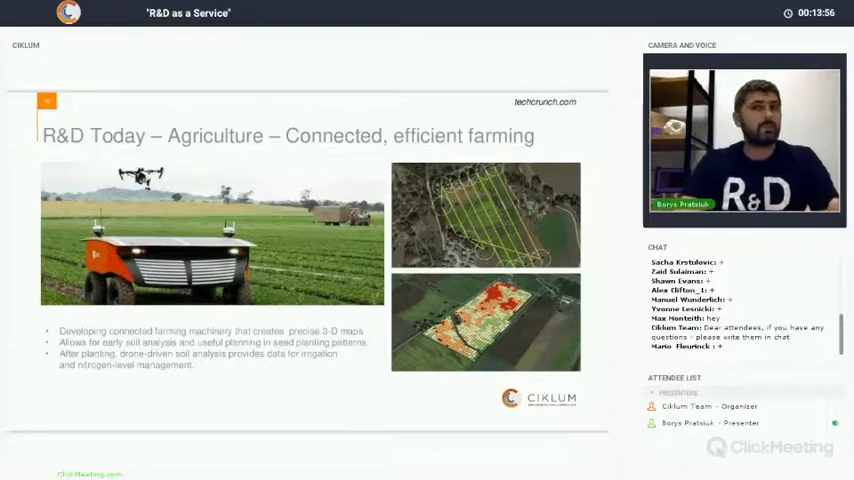 "R&D as a Service"
00:13:56
CIKLUM
CAMERA AND VOICE
techcrunch.com
R&D Today – Agriculture – Connected, efficient farming
R&D
Borys Pratsiuk
CHAT
Sacha Krstulovic: +
Zaid Sulaiman: +
Shawn Evans: +
Alex Clifton_1: +
Manuel Wunderlich: +
Yvonne Lesnicki: +
Max Monteith: hey
Ciklum Team: Dear attendees, if you have any
questions - please write them in chat
Mario_Fleurinck: +
• Developing connected farming machinery that creates precise 3-D maps
• Allows for early soil analysis and useful planning in seed planting patterns.
• After planting, drone-driven soil analysis provides data for irrigation
and nitrogen-level management.
CIKLUM
ATTENDEE LIST
PRESENTERS
Ciklum Team - Organizer
Borys Pratsiuk - Presenter
ClickMeeting
ClickMeeting.com